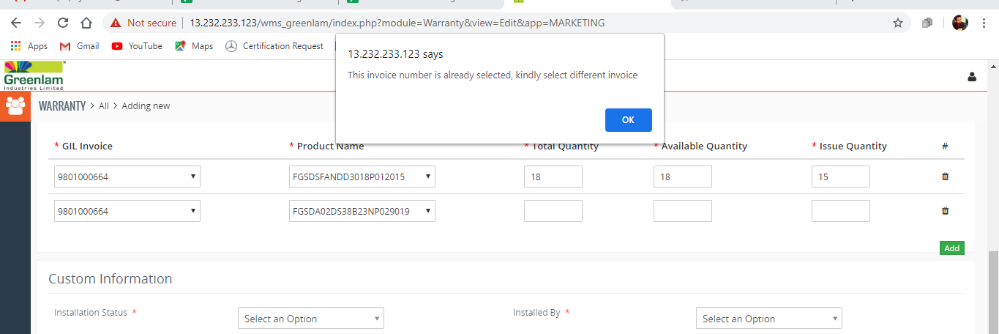 Not secure | 13.232.233.123/wms_greenlam/index.php?module=Warranty&view=Edit&app=MARKETING
Apps Gmail YouTube Maps Certification Request
13.232.233.123 says
This invoice number is already selected, kindly select different invoice
OK
Greenlam
Industries Limited
WARRANTY > All > Adding new
* GIL Invoice * Product Name * Total Quantity * Available Quantity * Issue Quantity #
9801000664 FGSDSFANDD3018P012015 18 18 15
9801000664 FGSDA02DS38B23NP029019
Add
Custom Information
Installation Status * Select an Option Installed By * Select an Option